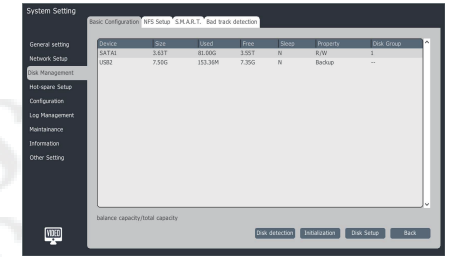 System Setting
Basic Configuration NFS Setup S.M.A.R.T. Bad track detection
General setting
Network Setup
Disk Management
Hot-spare Setup
Configuration
Log Management
Maintainance
Information
Other Setting
Device Size Used Free Sleep Property Disk Group
SATA1 3.63T 81.00G 3.55T N R/W 1
USB2 7.50G 153.36M 7.35G N Backup --
balance capacity/total capacity
Disk detection Initialization Disk Setup Back
VIDEO